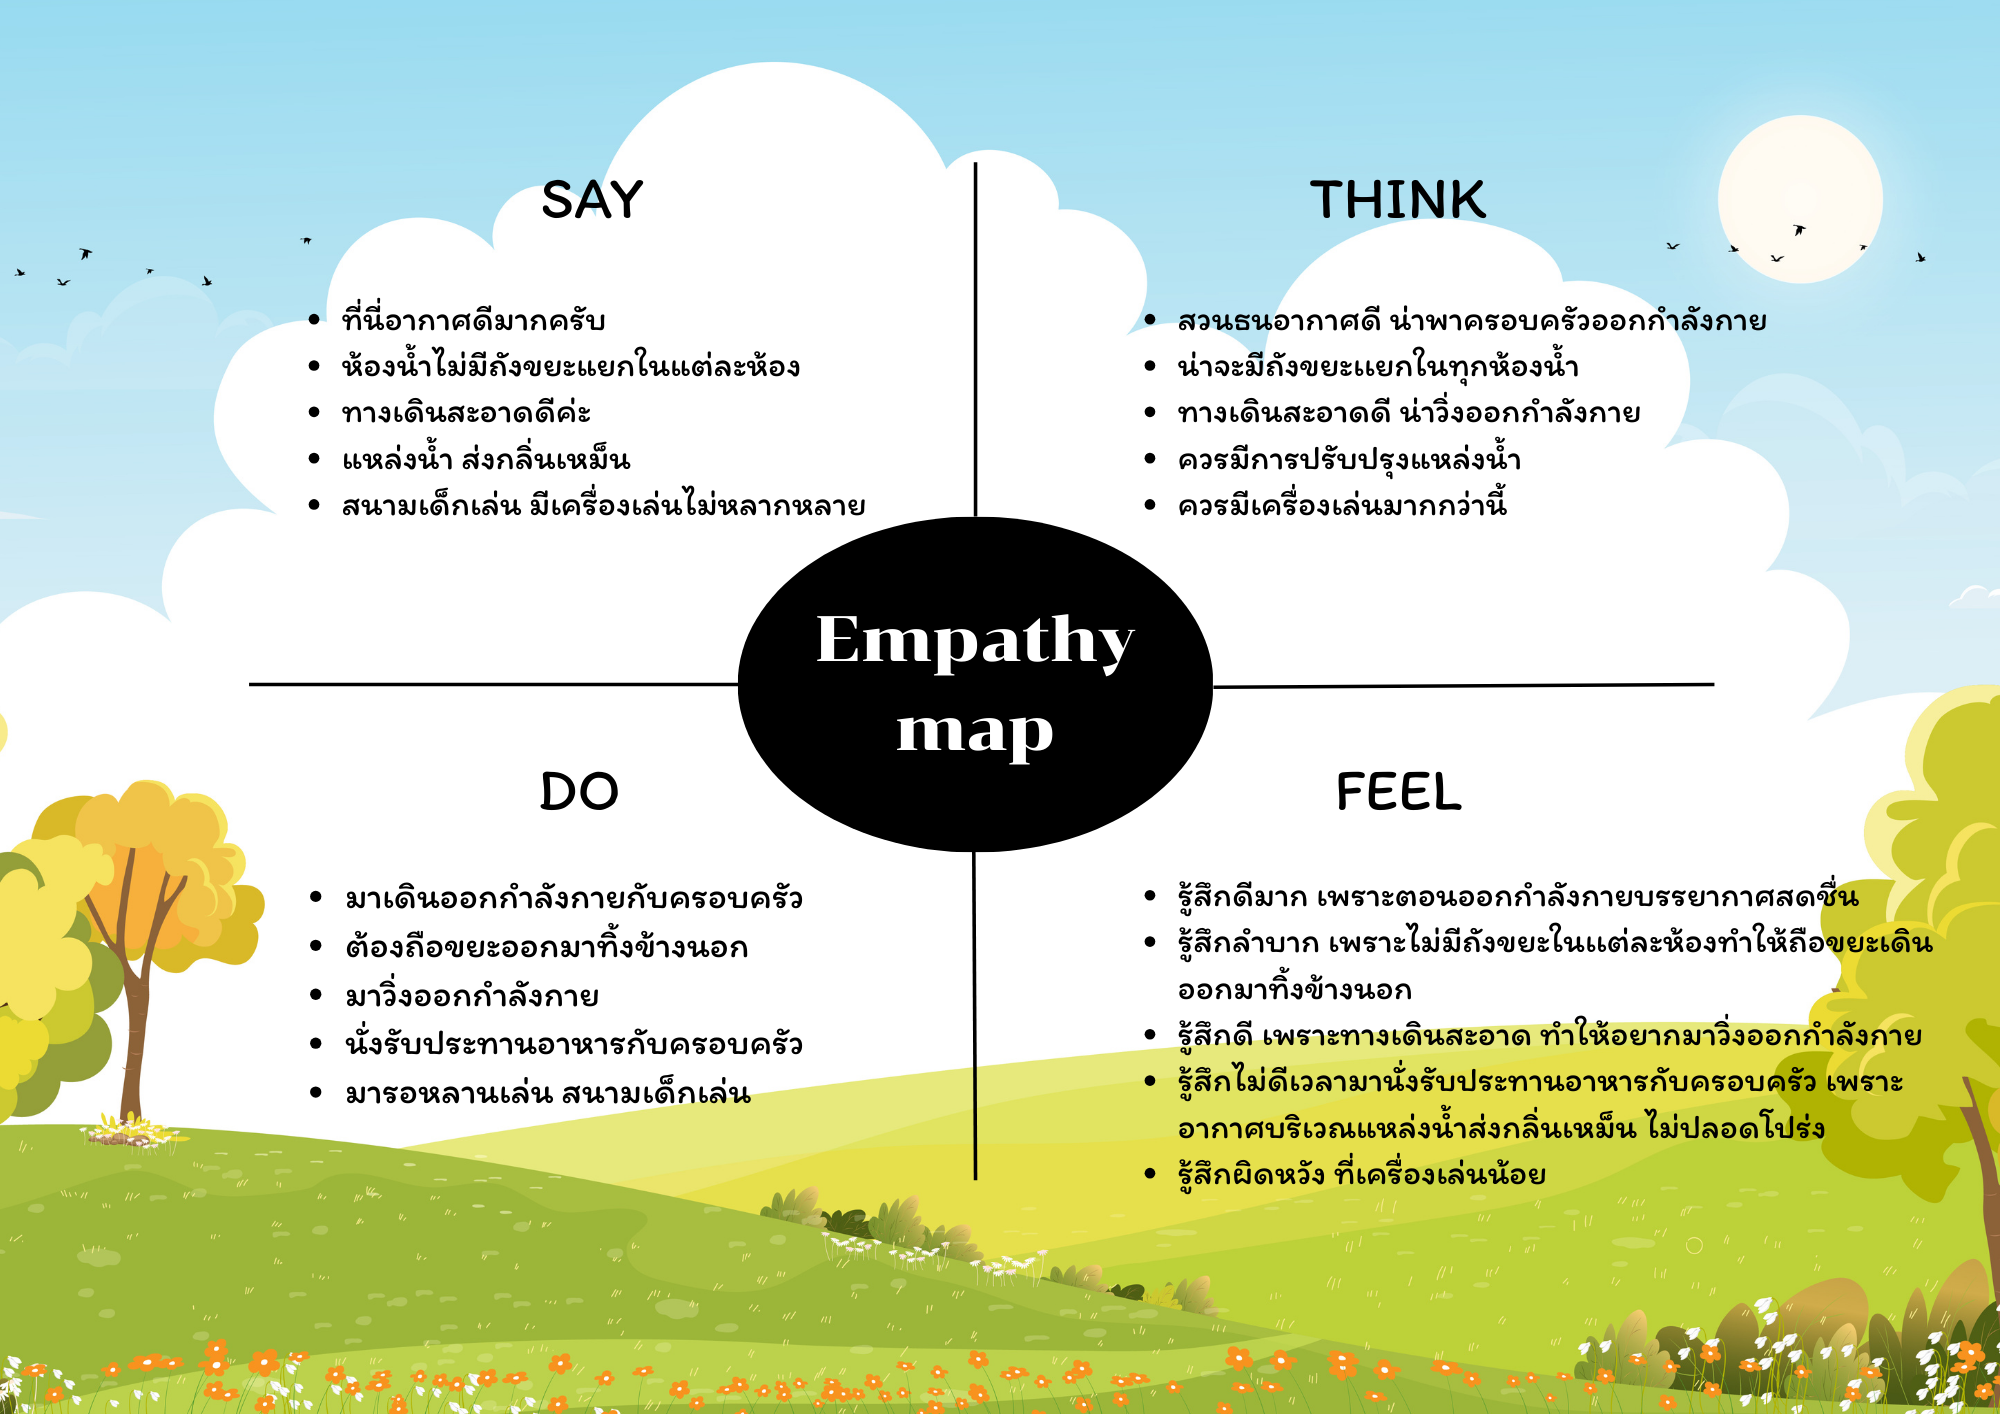 SAY
• ที่นี่อากาศดีมากครับ
• ห้องน้ำไม่มีถังขยะแยกในแต่ละห้อง
• ทางเดินสะอาดดีค่ะ
• แหล่งน้ำ ส่งกลิ่นเหม็น
• สนามเด็กเล่น มีเครื่องเล่นไม่หลากหลาย
THINK
• สวนธนอากาศดี น่าพาครอบครัวออกกำลังกาย
• น่าจะมีถังขยะแยกในทุกห้องน้ำ
• ทางเดินสะอาดดี น่าวิ่งออกกำลังกาย
• ควรมีการปรับปรุงแหล่งน้ำ
• ควรมีเครื่องเล่นมากกว่านี้
Empathy
map
DO
• มาเดินออกกำลังกายกับครอบครัว
• ต้องถือขยะออกมาทิ้งข้างนอก
• มาวิ่งออกกำลังกาย
• นั่งรับประทานอาหารกับครอบครัว
• มารอหลานเล่น สนามเด็กเล่น
FEEL
• รู้สึกดีมาก เพราะตอนออกกำลังกายบรรยากาศสดชื่น
• รู้สึกลำบาก เพราะไม่มีถังขยะในแต่ละห้องทำให้ถือขยะเดิน
ออกมาทิ้งข้างนอก
• รู้สึกดี เพราะทางเดินสะอาด ทำให้อยากมาวิ่งออกกำลังกาย
• รู้สึกไม่ดีเวลามานั่งรับประทานอาหารกับครอบครัว เพราะ
อากาศบริเวณแหล่งน้ำส่งกลิ่นเหม็น ไม่ปลอดโปร่ง
• รู้สึกผิดหวัง ที่เครื่องเล่นน้อย